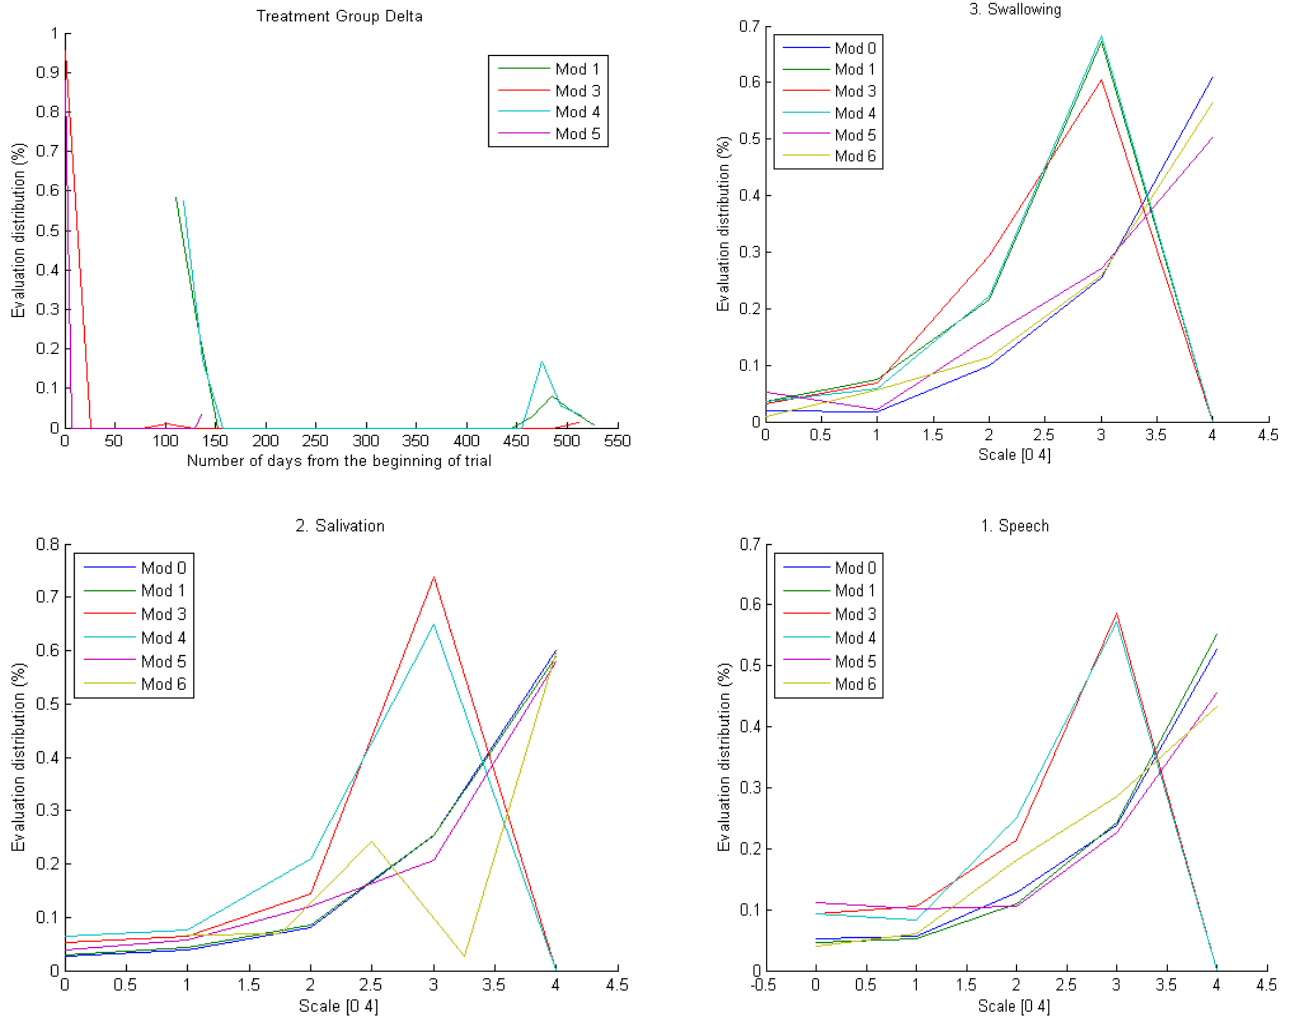 Treatment Group Delta
Evaluation distribution (%)
1
0.9
0.8
0.7
0.6
0.5
0.4
0.3
0.2
0.1
0
Mod 1
Mod 3
Mod 4
Mod 5
0 50 100 150 200 250 300 350 400 450 500 550
Number of days from the beginning of trial
3. Swallowing
Evaluation distribution (%)
0.7
0.6
0.5
0.4
0.3
0.2
0.1
0
Mod 0
Mod 1
Mod 3
Mod 4
Mod 5
Mod 6
0 0.5 1 1.5 2 2.5 3 3.5 4 4.5
Scale [0 4]
2. Salivation
Evaluation distribution (%)
0.8
0.7
0.6
0.5
0.4
0.3
0.2
0.1
0
Mod 0
Mod 1
Mod 3
Mod 4
Mod 5
Mod 6
0 0.5 1 1.5 2 2.5 3 3.5 4 4.5
Scale [0 4]
1. Speech
Evaluation distribution (%)
0.7
0.6
0.5
0.4
0.3
0.2
0.1
0
Mod 0
Mod 1
Mod 3
Mod 4
Mod 5
Mod 6
-0.5 0 0.5 1 1.5 2 2.5 3 3.5 4 4.5
Scale [0 4]